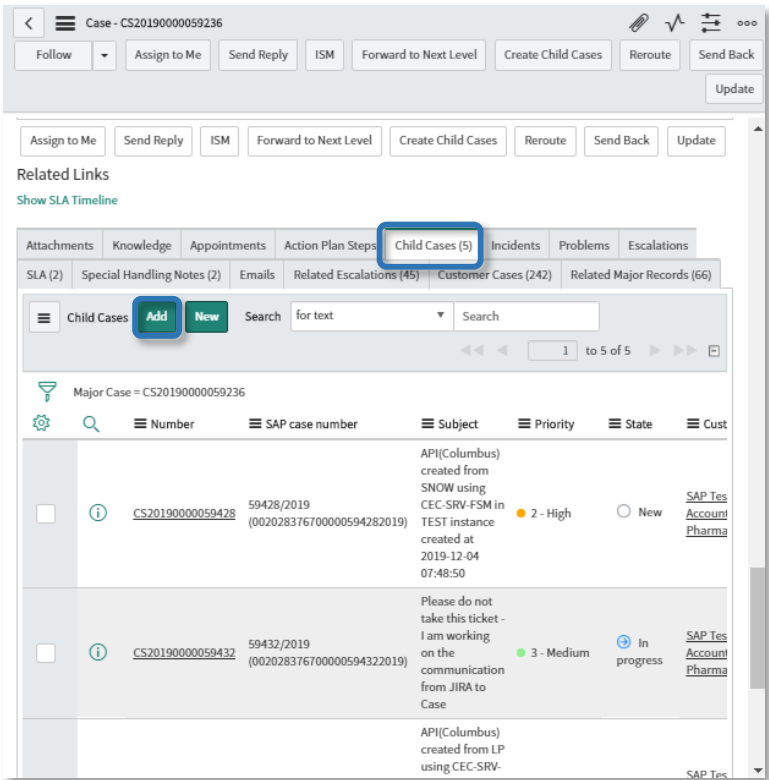 Case - CS20190000059236
Follow Assign to Me Send Reply ISM Forward to Next Level Create Child Cases Reroute Send Back
Update
Assign to Me Send Reply ISM Forward to Next Level Create Child Cases Reroute Send Back Update
Related Links
Show SLA Timeline
Attachments Knowledge Appointments Action Plan Steps Child Cases (5) Incidents Problems Escalations
SLA (2) Special Handling Notes (2) Emails Related Escalations (45) Customer Cases (242) Related Major Records (66)
Child Cases Add New Search for text Search
1 to 5 of 5
Major Case = CS20190000059236
Number SAP case number Subject Priority State Cust
API(Columbus)
created from
SNOW using
CEC-SRV-FSM in
TEST instance
created at
2019-12-04
07:48:50
CS20190000059428
59428/2019
(002028376700000594282019)
2 - High
New
SAP Tes
Account
Pharma
Please do not
take this ticket -
I am working
on the
communication
from JIRA to
Case
CS20190000059432
59432/2019
(002028376700000594322019)
3 - Medium
In
progress
SAP Tes
Account
Pharma
API(Columbus)
created from LP
using CEC-SRV-
SAP Tes